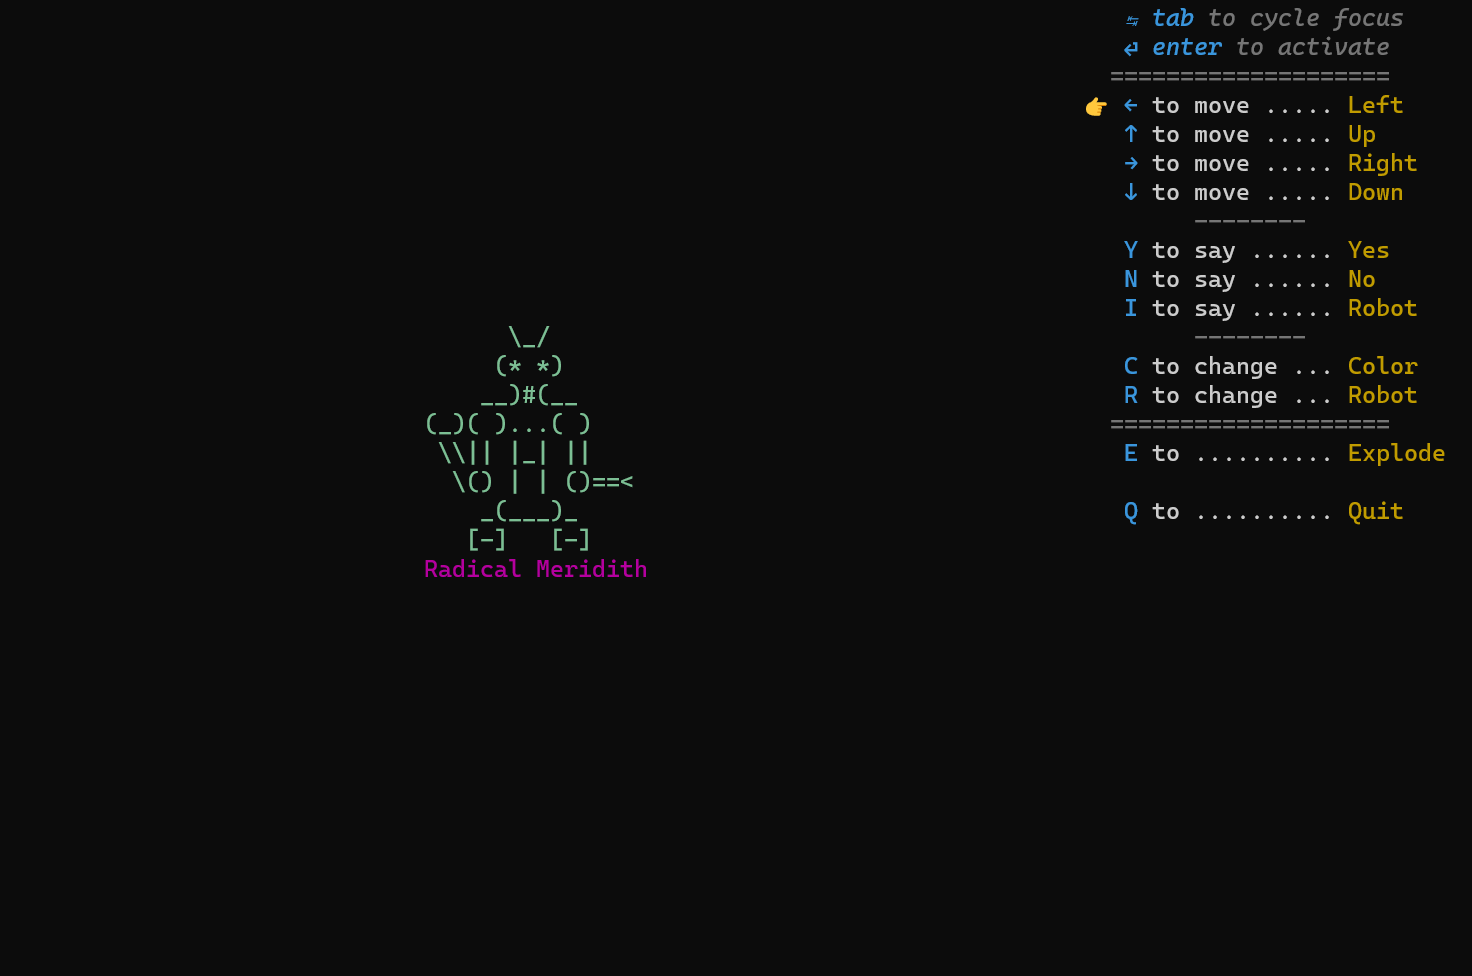 ↹ tab to cycle focus
⏎ enter to activate
====================
👉 ← to move ..... Left
↑ to move ..... Up
→ to move ..... Right
↓ to move ..... Down
--------
Y to say ...... Yes
N to say ...... No
I to say ...... Robot
--------
C to change ... Color
R to change ... Robot
====================
E to .......... Explode
Q to .......... Quit
      \_/
     (* *)
    __)#(__
(_)( )...( )
 \\|| |_| ||
  \() | | ()==<
    _(___)_
   [-]   [-]
Radical Meridith